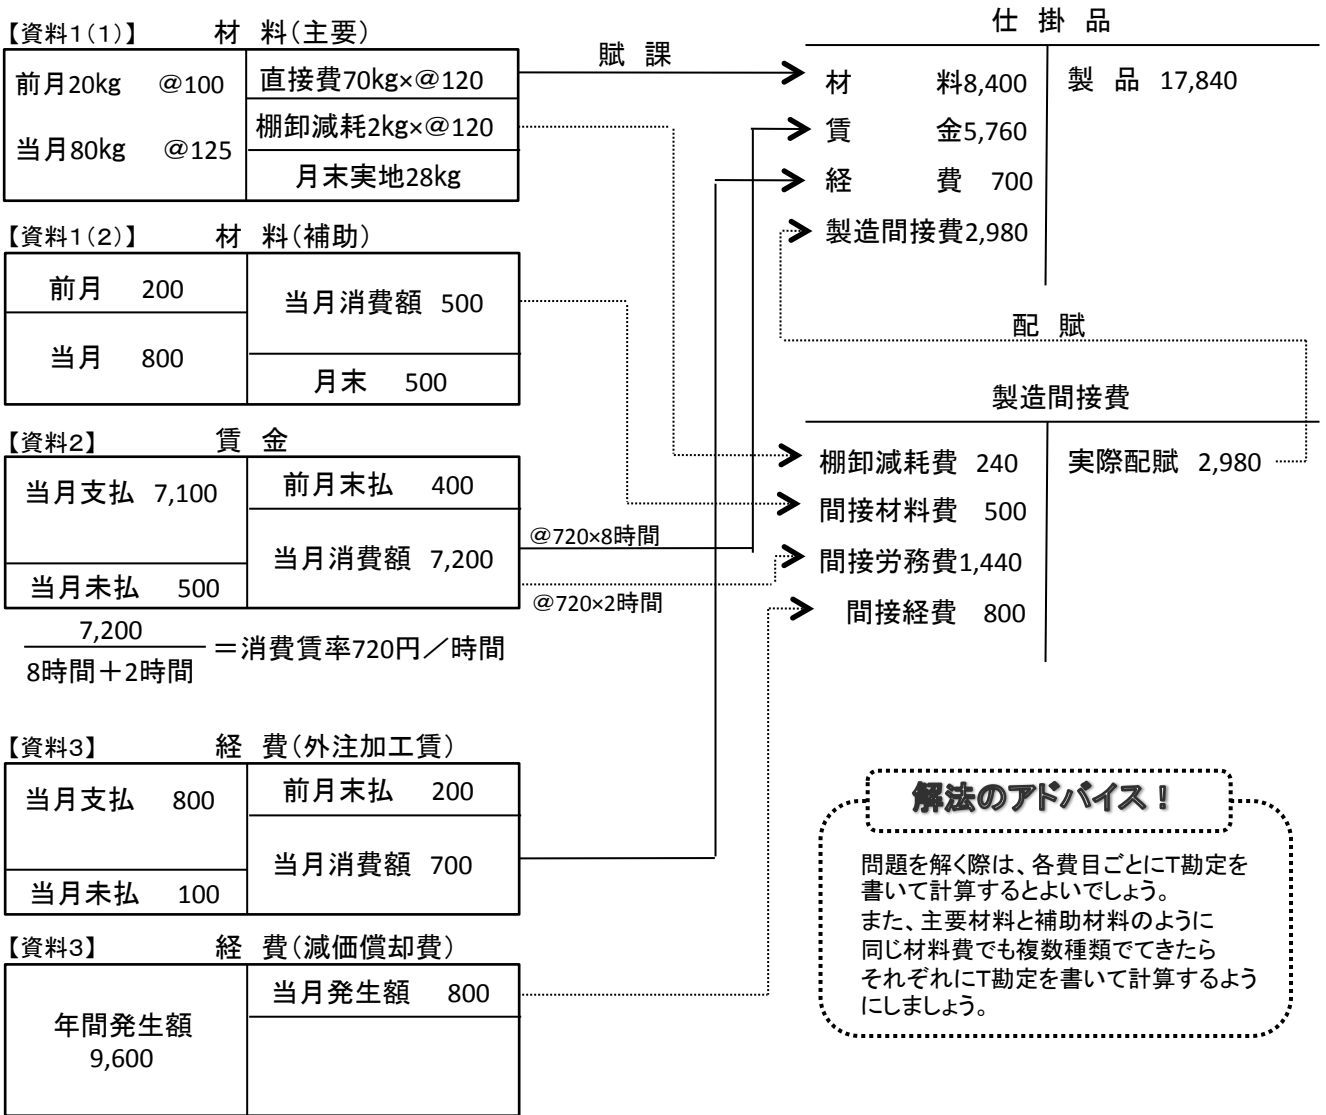 【資料1(1)】 材 料(主要)
前月20kg @100
当月80kg @125
直接費70kg×@120
棚卸減耗2kg×@120
月末実地28kg
賦 課
仕 掛 品
材 料8,400
賃 金5,760
経 費 700
製造間接費2,980
製 品 17,840
【資料1(2)】 材 料(補助)
前月 200
当月 800
当月消費額 500
月末 500
配 賦
製造間接費
棚卸減耗費 240
間接材料費 500
間接労務費1,440
間接経費 800
実際配賦 2,980
【資料2】 賃 金
当月支払 7,100
当月未払 500
前月末払 400
当月消費額 7,200
@720×8時間
@720×2時間
7,200
8時間+2時間
=消費賃率720円/時間
【資料3】 経 費(外注加工賃)
当月支払 800
当月未払 100
前月末払 200
当月消費額 700
【資料3】 経 費(減価償却費)
年間発生額
9,600
当月発生額 800
解法のアドバイス!
問題を解く際は、各費目ごとにT勘定を
書いて計算するとよいでしょう。
また、主要材料と補助材料のように
同じ材料費でも複数種類でてきたら
それぞれにT勘定を書いて計算するよう
にしましょう。